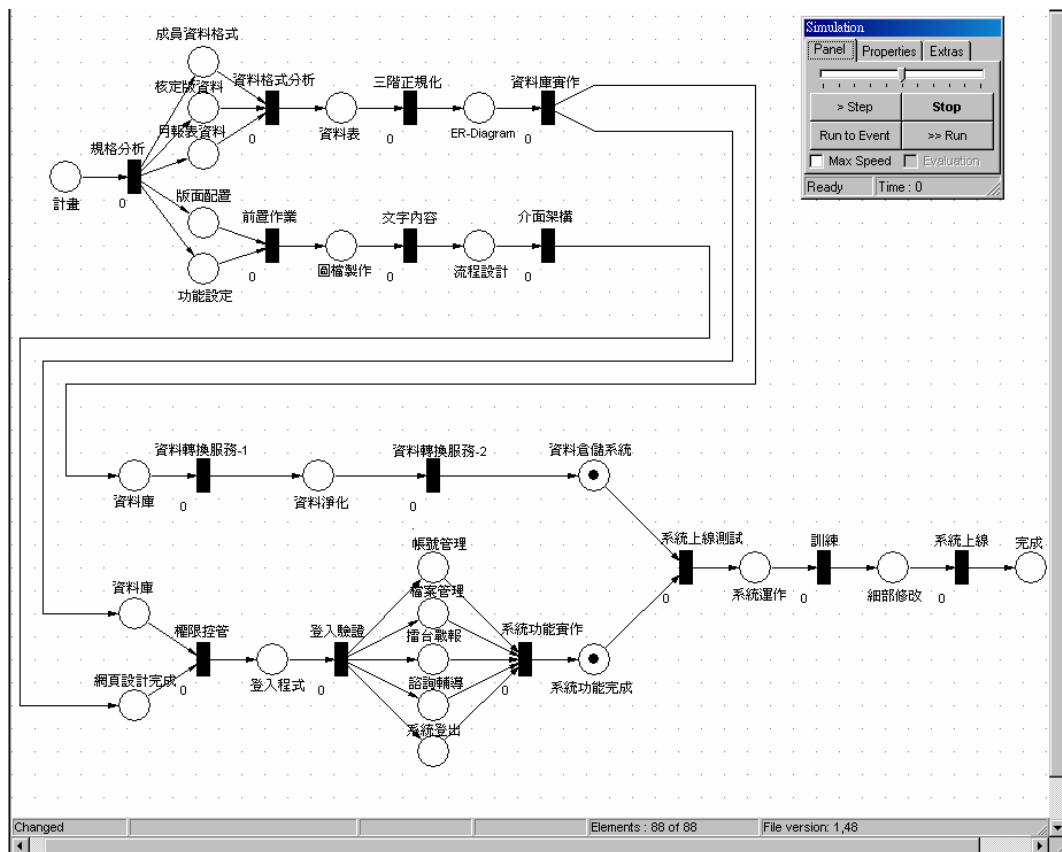 Simulation
Panel
Properties
Extras
> Step
Stop
Run to Event
>> Run
Max Speed
Evaluation
Ready
Time : 0
成員資料格式
核定版資料
月報表資料
資料格式分析
0
資料表
三階正規化
0
ER-Diagram
資料庫實作
0
計畫
規格分析
0
版面配置
功能設定
前置作業
0
圖檔製作
文字內容
0
流程設計
介面架構
0
資料庫
資料轉換服務-1
0
資料淨化
資料轉換服務-2
0
資料倉儲系統
資料庫
網頁設計完成
權限控管
0
登入程式
登入驗證
0
帳號管理
檔案管理
擂台戰報
諮詢輔導
系統登出
系統功能實作
0
系統功能完成
系統上線測試
0
系統運作
訓練
0
細部修改
系統上線
0
完成
Changed
Elements : 88 of 88
File version: 1,48